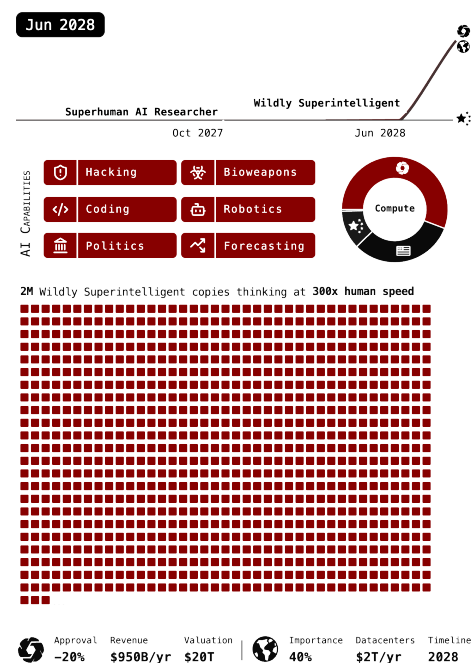 Jun 2028
Wildly Superintelligent
Superhuman AI Researcher
Oct 2027 Jun 2028
AI Capabilities
Hacking Bioweapons
Coding Robotics
Politics Forecasting
Compute
2M Wildly Superintelligent copies thinking at 300x human speed
Approval Revenue Valuation Importance Datacenters Timeline
-20% $950B/yr $20T 40% $2T/yr 2028